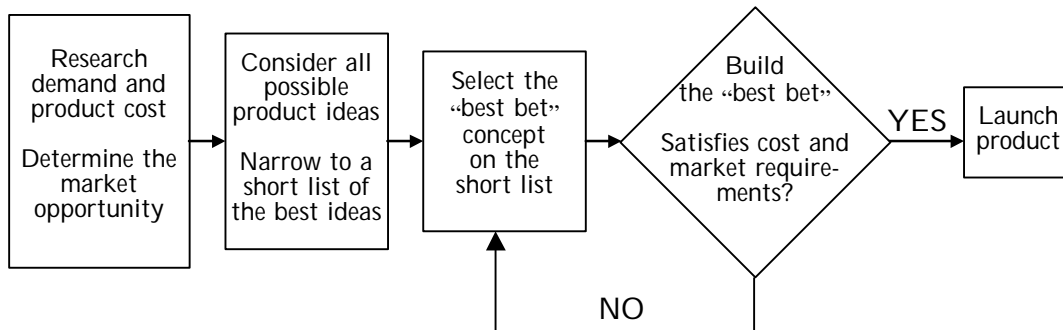 Research
demand and
product cost
Determine the
market
opportunity
Consider all
possible
product ideas
Narrow to a
short list of
the best ideas
Select the
“best bet”
concept
on the
short list
Build
the “best bet”
Satisfies cost and
market require-
ments?
YES
Launch
product
NO